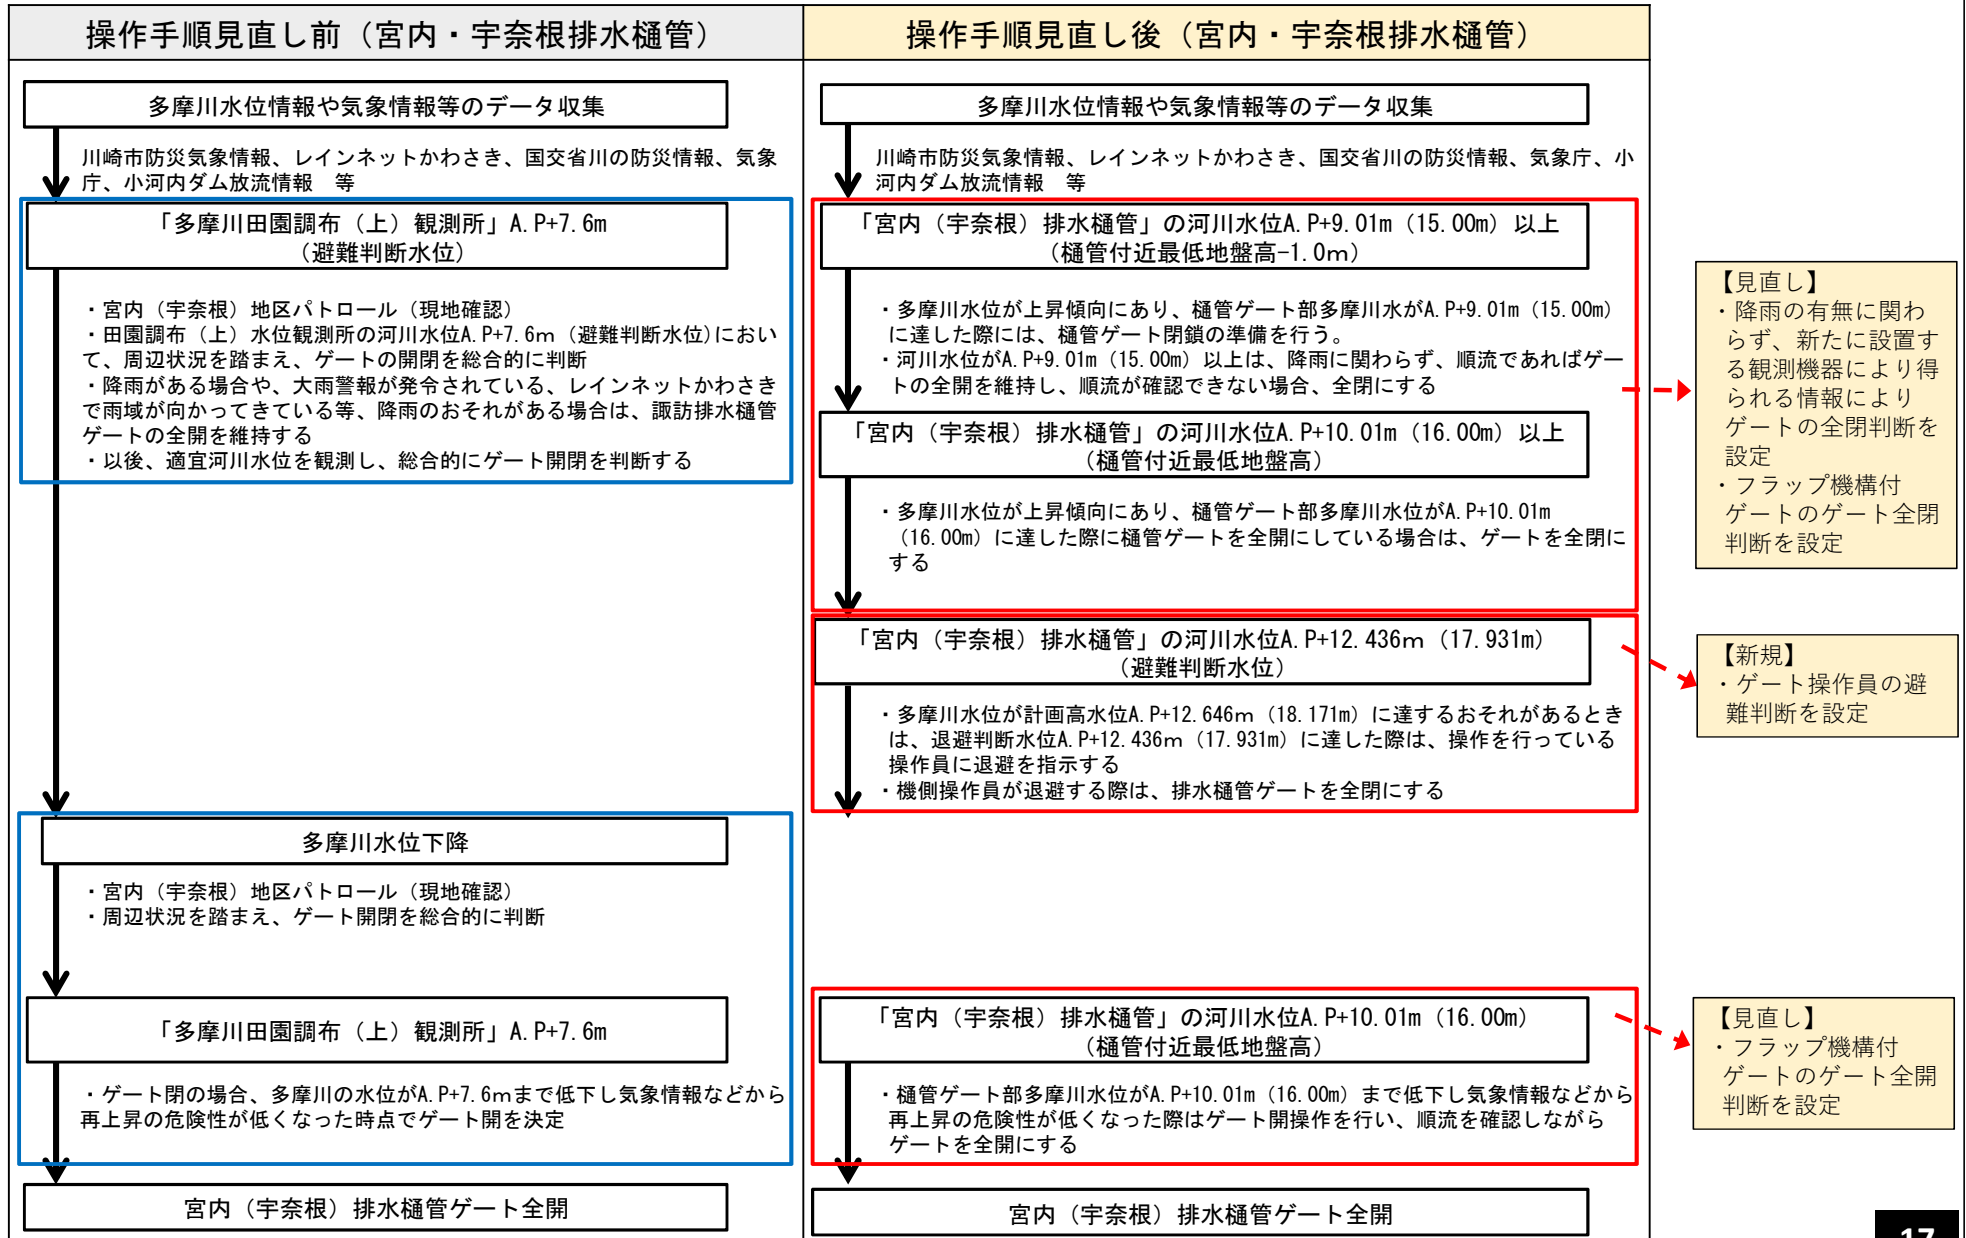 操作手順見直し前（宮内・宇奈根排水樋管）
多摩川水位情報や気象情報等のデータ収集
川崎市防災気象情報、レインネットかわさき、国交省川の防災情報、気象
庁、小河内ダム放流情報　等
「多摩川田園調布（上）観測所」A.P+7.6m
（避難判断水位）
・宮内（宇奈根）地区パトロール（現地確認）
・田園調布（上）水位観測所の河川水位A.P+7.6m（避難判断水位)におい
て、周辺状況を踏まえ、ゲートの開閉を総合的に判断
・降雨がある場合や、大雨警報が発令されている、レインネットかわさき
で雨域が向かってきている等、降雨のおそれがある場合は、諏訪排水樋管
ゲートの全開を維持する
・以後、適宜河川水位を観測し、総合的にゲート開閉を判断する
多摩川水位下降
・宮内（宇奈根）地区パトロール（現地確認）
・周辺状況を踏まえ、ゲート開閉を総合的に判断
「多摩川田園調布（上）観測所」A.P+7.6m
・ゲート閉の場合、多摩川の水位がA.P+7.6mまで低下し気象情報などから
再上昇の危険性が低くなった時点でゲート開を決定
宮内（宇奈根）排水樋管ゲート全開
操作手順見直し後（宮内・宇奈根排水樋管）
多摩川水位情報や気象情報等のデータ収集
川崎市防災気象情報、レインネットかわさき、国交省川の防災情報、気象庁、小
河内ダム放流情報　等
「宮内（宇奈根）排水樋管」の河川水位A.P+9.01m（15.00m）以上
（樋管付近最低地盤高-1.0ｍ）
・多摩川水位が上昇傾向にあり、樋管ゲート部多摩川水がA.P+9.01m（15.00m）
に達した際には、樋管ゲート閉鎖の準備を行う。
・河川水位がA.P+9.01m（15.00m）以上は、降雨に関わらず、順流であればゲー
トの全開を維持し、順流が確認できない場合、全閉にする
「宮内（宇奈根）排水樋管」の河川水位A.P+10.01m（16.00m）以上
（樋管付近最低地盤高）
・多摩川水位が上昇傾向にあり、樋管ゲート部多摩川水位がA.P+10.01m
（16.00m）に達した際に樋管ゲートを全開にしている場合は、ゲートを全閉に
する
「宮内（宇奈根）排水樋管」の河川水位A.P+12.436ｍ（17.931m）
（避難判断水位）
・多摩川水位が計画高水位A.P+12.646ｍ（18.171m）に達するおそれがあるとき
は、退避判断水位A.P+12.436ｍ（17.931m）に達した際は、操作を行っている
操作員に退避を指示する
・機側操作員が退避する際は、排水樋管ゲートを全閉にする
「宮内（宇奈根）排水樋管」の河川水位A.P+10.01m（16.00m）
（樋管付近最低地盤高）
・樋管ゲート部多摩川水位がA.P+10.01m（16.00m）まで低下し気象情報などから
再上昇の危険性が低くなった際はゲート開操作を行い、順流を確認しながら
ゲートを全開にする
宮内（宇奈根）排水樋管ゲート全開
【見直し】
・降雨の有無に関わ
らず、新たに設置す
る観測機器により得
られる情報により
ゲートの全閉判断を
設定
・フラップ機構付
ゲートのゲート全閉
判断を設定
【新規】
・ゲート操作員の避
難判断を設定
【見直し】
・フラップ機構付
ゲートのゲート全開
判断を設定
17